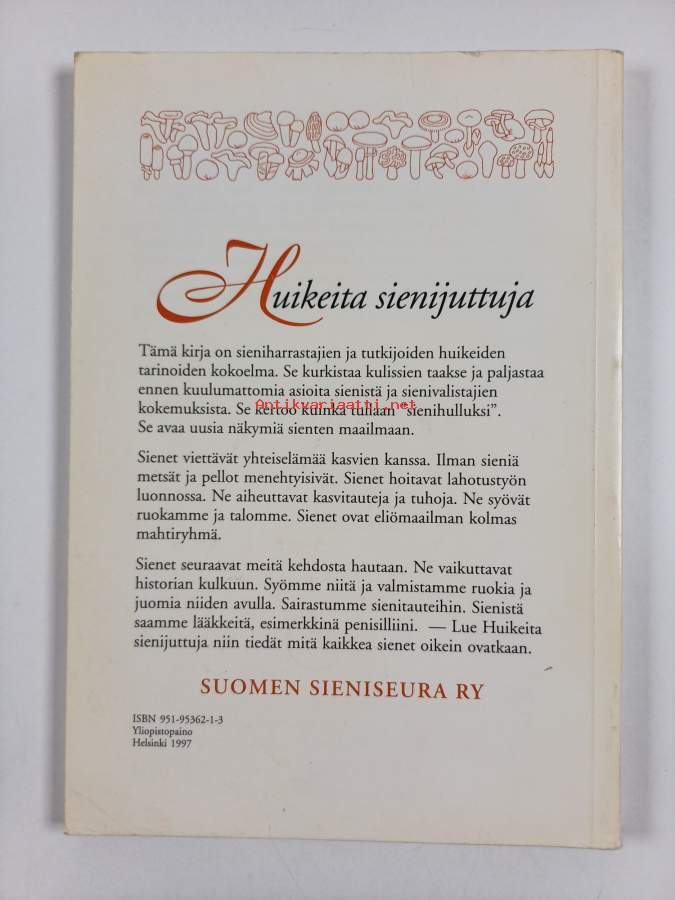 Huikeita sienijuttuja
Tämä kirja on sieniharrastajien ja tutkijoiden huikeiden
tarinoiden kokoelma. Se kurkistaa kulissien taakse ja paljastaa
ennen kuulumattomia asioita sienistä ja sienivalistajien
kokemuksista. Se kertoo kuinka tullaan "sienihulluksi".
Antikvariaatti.net
Se avaa uusia näkymiä sienten maailmaan.
Sienet viettävät yhteiselämää kasvien kanssa. Ilman sieniä
metsät ja pellot menehtyisivät. Sienet hoitavat lahotustyön
luonnossa. Ne aiheuttavat kasvitauteja ja tuhoja. Ne syövät
ruokamme ja talomme. Sienet ovat eliömaailman kolmas
mahtiryhmä.
Sienet seuraavat meitä kehdosta hautaan. Ne vaikuttavat
historian kulkuun. Syömme niitä ja valmistamme ruokia ja
juomia niiden avulla. Sairastumme sienitauteihin. Sienistä
saamme lääkkeitä, esimerkkinä penisilliini. — Lue Huikeita
sienijuttuja niin tiedät mitä kaikkea sienet oikein ovatkaan.
SUOMEN SIENISEURA RY
ISBN 951-95362-1-3
Yliopistopaino
Helsinki 1997